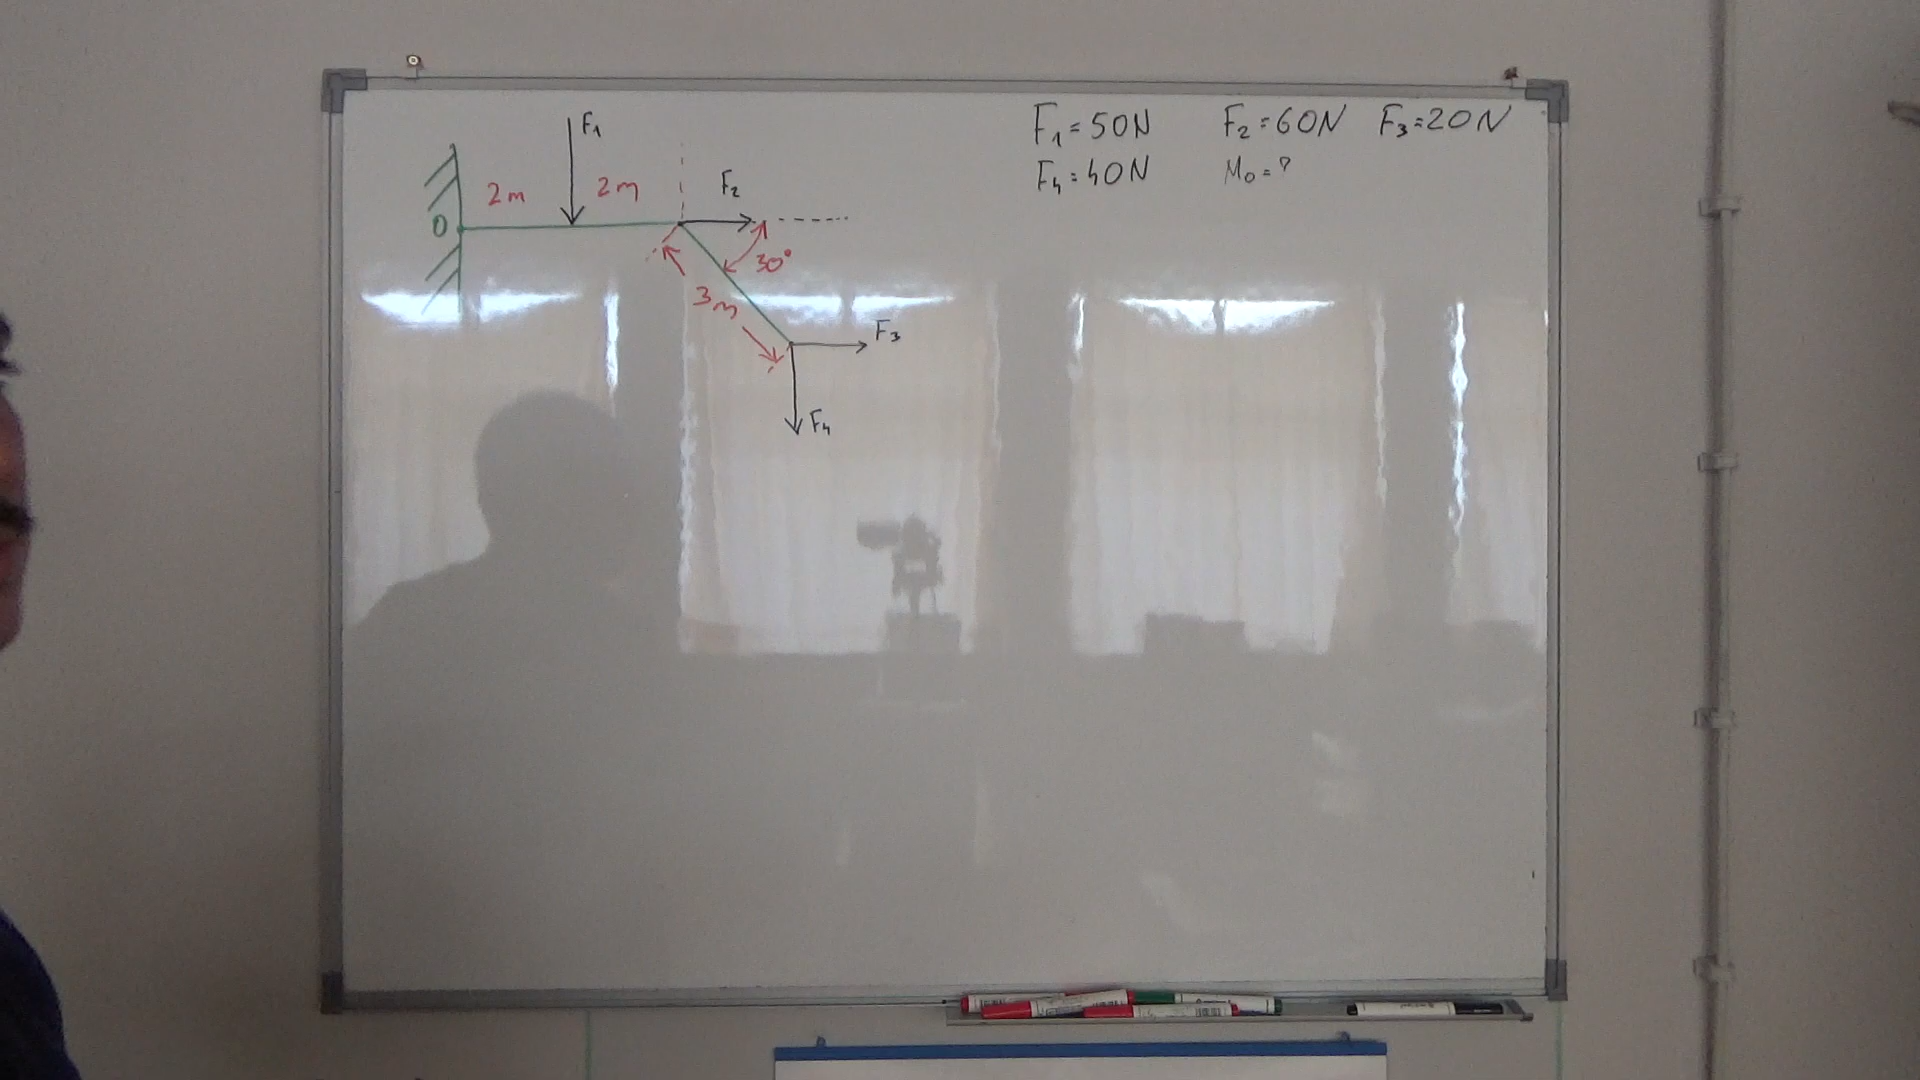 F₁=50N F₂=60N F₃=20N
F₄=40N M₀=?
F₁
2m 2m F₂
0
30°
3m
F₃
F₄